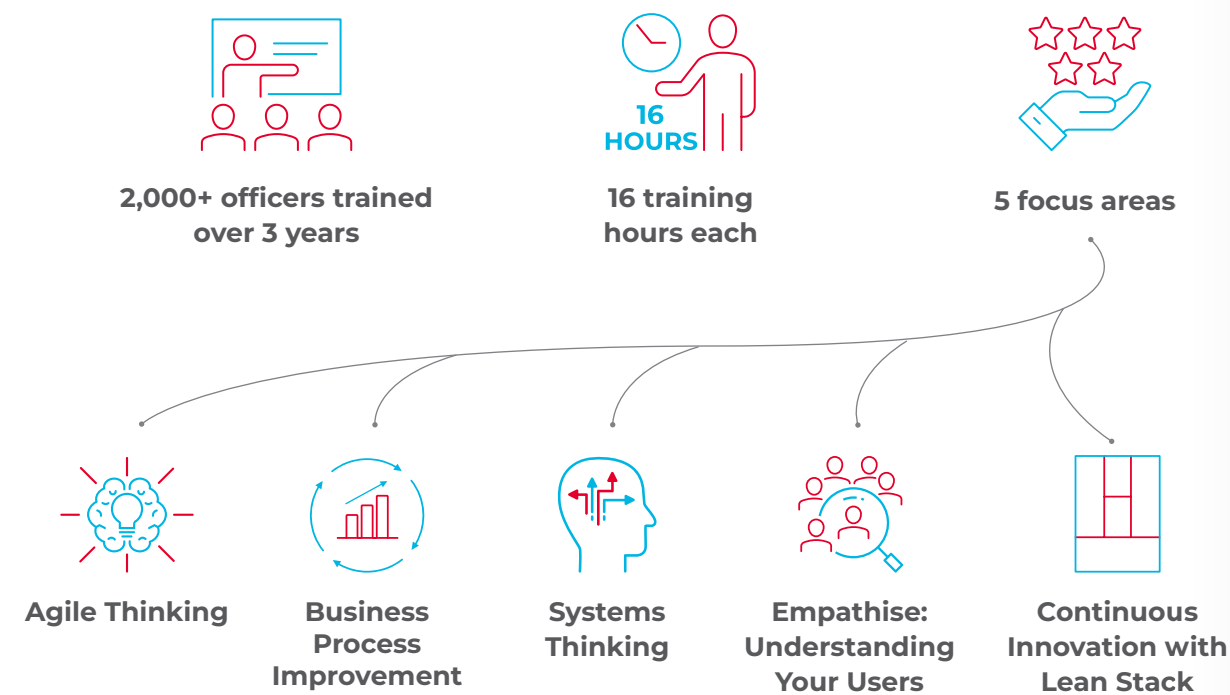 16
HOURS
2,000+ officers trained
over 3 years
16 training
hours each
5 focus areas
Agile Thinking
Business
Process
Improvement
Systems
Thinking
Empathise:
Understanding
Your Users
Continuous
Innovation with
Lean Stack